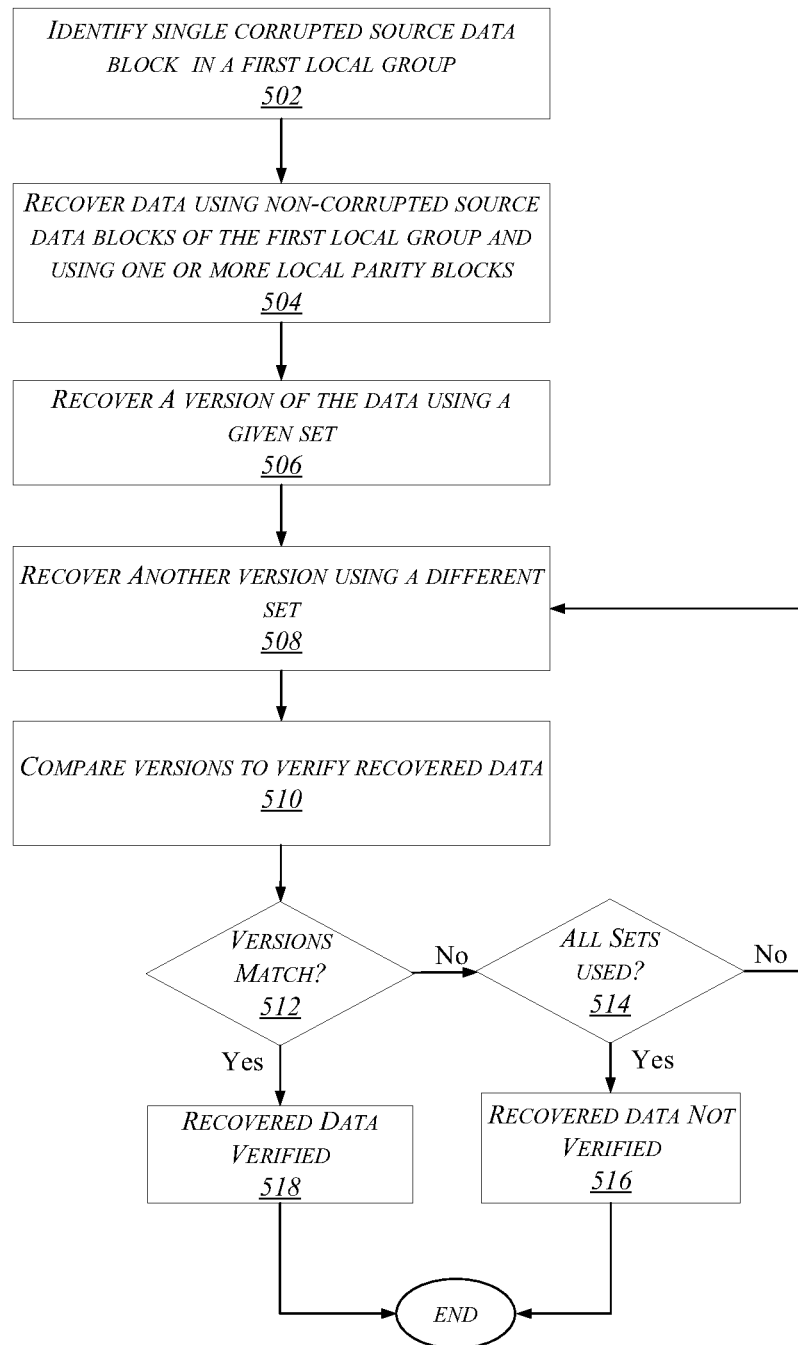 IDENTIFY SINGLE CORRUPTED SOURCE DATA
BLOCK IN A FIRST LOCAL GROUP
502
RECOVER DATA USING NON-CORRUPTED SOURCE
DATA BLOCKS OF THE FIRST LOCAL GROUP AND
USING ONE OR MORE LOCAL PARITY BLOCKS
504
RECOVER A VERSION OF THE DATA USING A
GIVEN SET
506
RECOVER ANOTHER VERSION USING A DIFFERENT
SET
508
COMPARE VERSIONS TO VERIFY RECOVERED DATA
510
VERSIONS
MATCH?
512
No
ALL SETS
USED?
514
No
Yes
Yes
RECOVERED DATA
VERIFIED
518
RECOVERED DATA NOT
VERIFIED
516
END